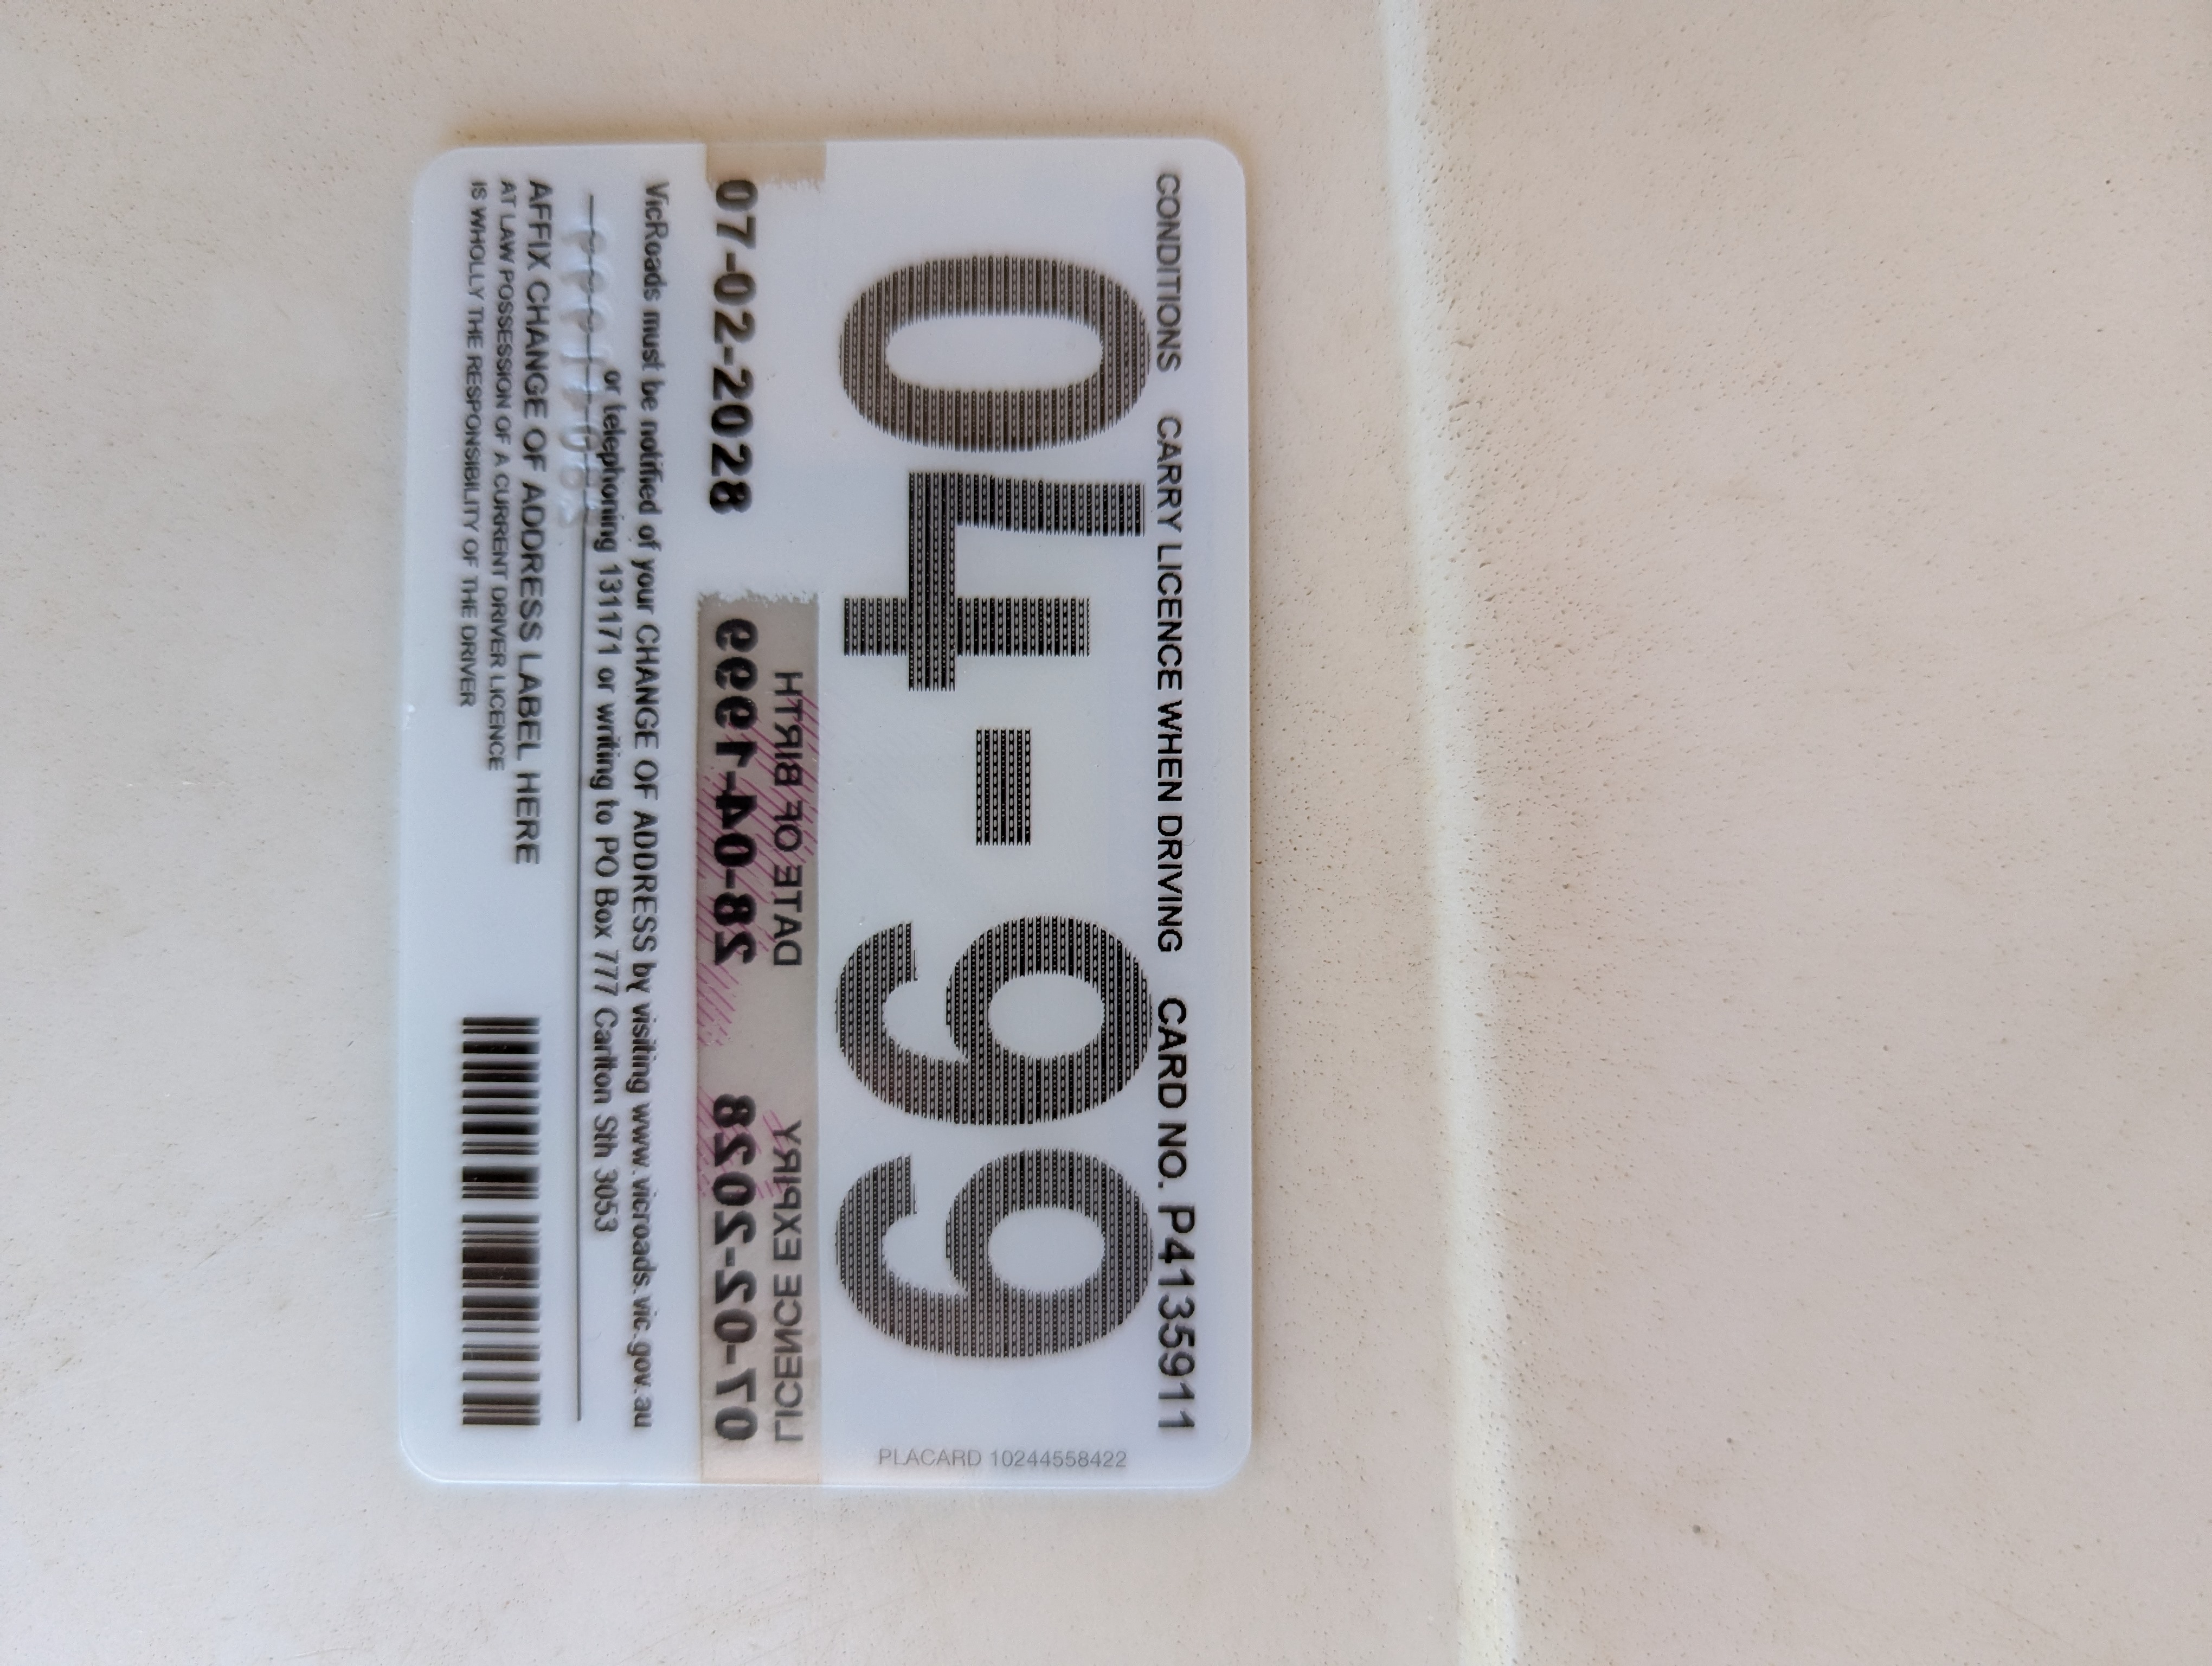 CONDITIONS CARRY LICENCE WHEN DRIVING CARD NO. P4135911
04-99
PLACARD 10244558422
DATE OF BIRTH LICENCE EXPIRY
07-02-2028 28-04-1999 07-02-2028
VicRoads must be notified of your CHANGE OF ADDRESS by visiting www.vicroads.vic.gov.au
or telephoning 131171 or writing to PO Box 777 Carlton Sth 3053
AFFIX CHANGE OF ADDRESS LABEL HERE
AT LAW POSSESSION OF A CURRENT DRIVER LICENCE
IS WHOLLY THE RESPONSIBILITY OF THE DRIVER